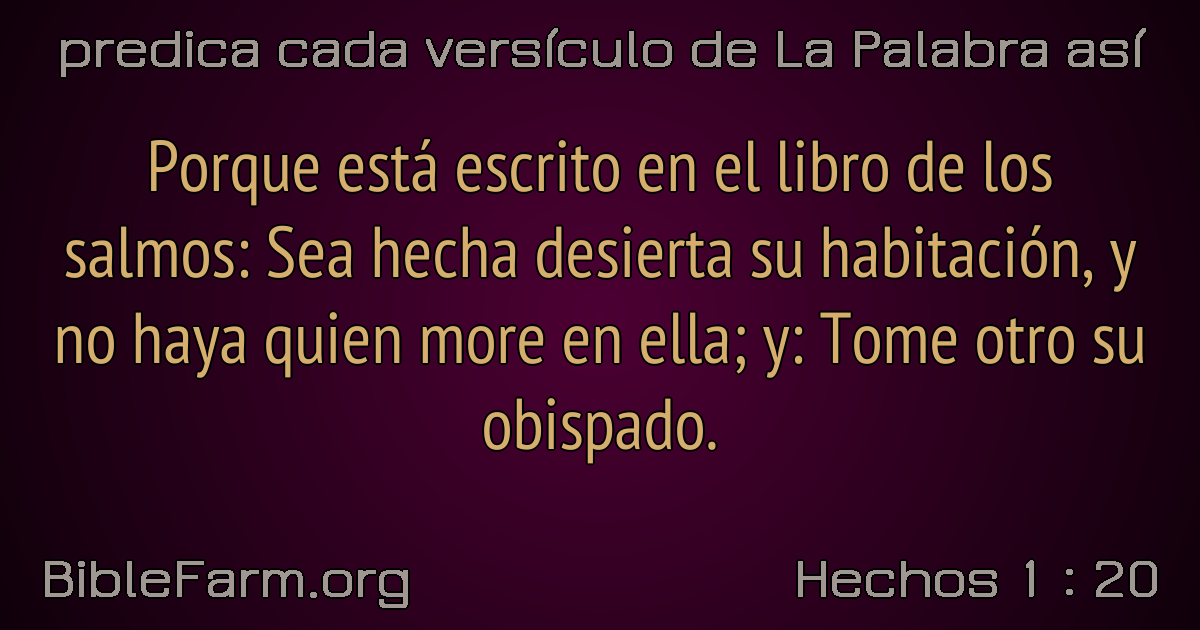 predica cada versículo de La Palabra así
Porque está escrito en el libro de los
salmos: Sea hecha desierta su habitación, y
no haya quien more en ella; y: Tome otro su
obispado.
BibleFarm.org
Hechos 1 : 20